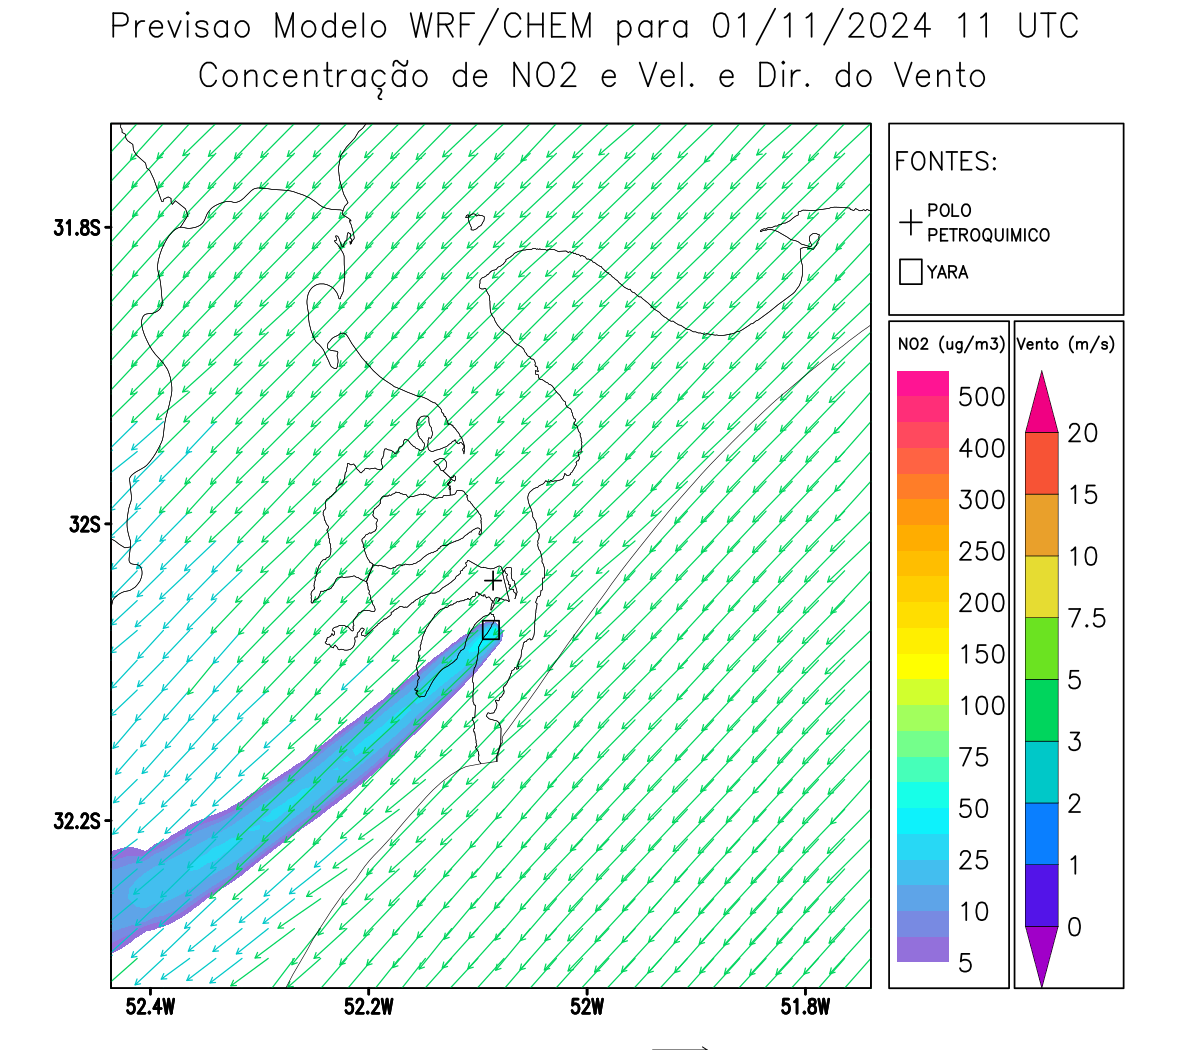 Previsao Modelo WRF/CHEM para 01/11/2024 11 UTC
Concentração de NO2 e Vel. e Dir. do Vento
FONTES:
POLO
PETROQUIMICO
YARA
NO2 (ug/m3)
500
400
300
250
200
150
100
75
50
25
10
5
Vento (m/s)
20
15
10
7.5
5
3
2
1
0
31.8S
32S
32.2S
52.4W
52.2W
52W
51.8W